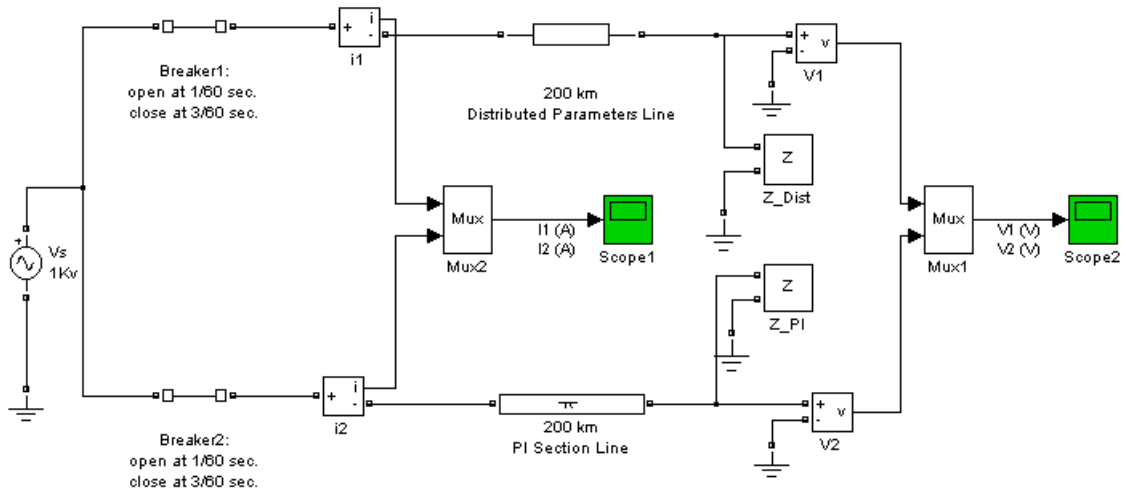 i
+
-
i1
Breaker1:
open at 1/60 sec.
close at 3/60 sec.
200 km
Distributed Parameters Line
+
-
v
V1
Z
Z_Dist
Mux
Mux2
I1 (A)
I2 (A)
Scope1
Mux
Mux1
V1 (V)
V2 (V)
Scope2
+
Vs
1Kv
Z
Z_PI
i
+
-
i2
200 km
PI Section Line
+
-
v
V2
Breaker2:
open at 1/60 sec.
close at 3/60 sec.